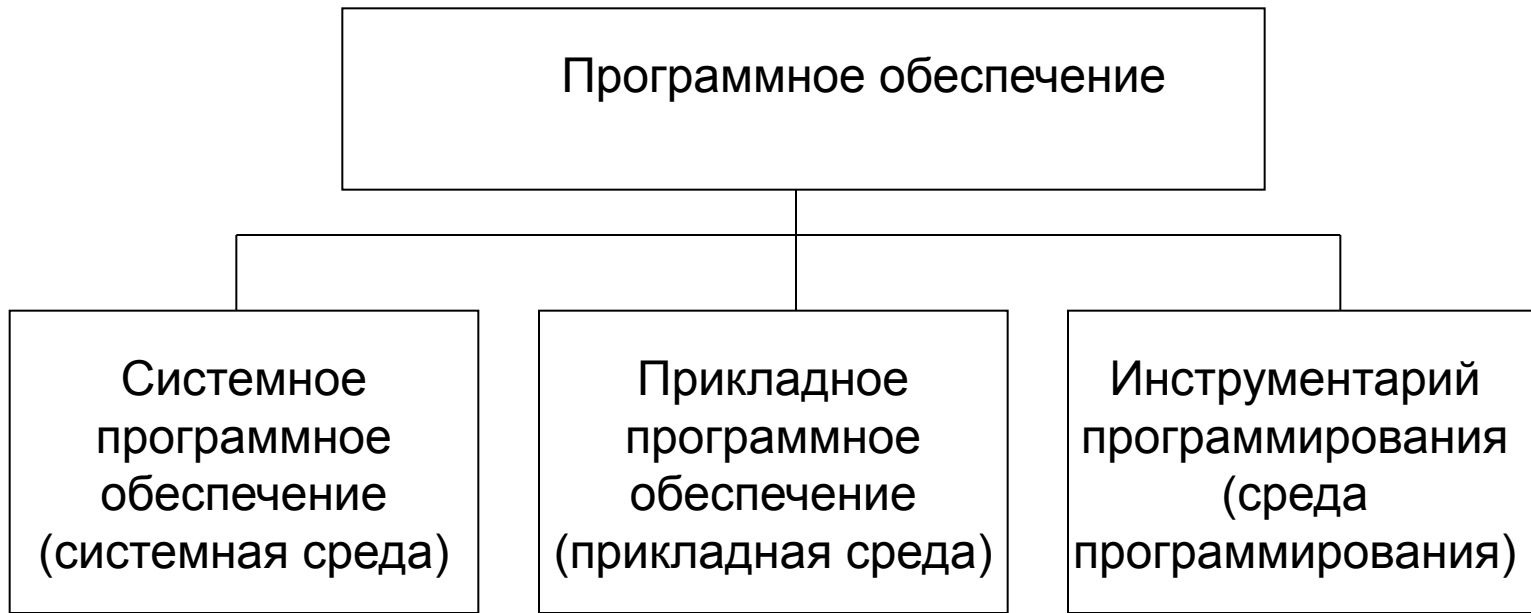 Программное обеспечение
Системное
программное
обеспечение
(системная среда)
Прикладное
программное
обеспечение
(прикладная среда)
Инструментарий
программирования
(среда
программирования)